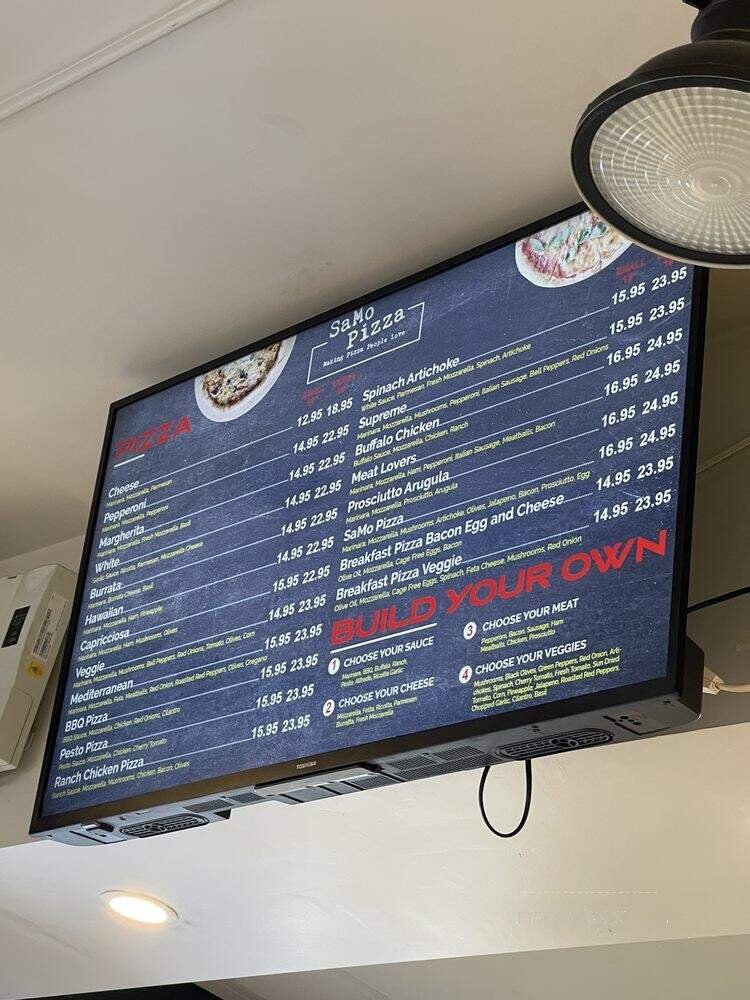 SaMo
Pizza
Making Pizza People Love
PIZZA
SMALL
Cheese 12.95 18.95
Marinara, Mozzarella, Parmesan
Pepperoni 14.95 22.95
Marinara, Mozzarella, Pepperoni
Margherita 14.95 22.95
Marinara, Mozzarella, Fresh Mozzarella, Basil
White 14.95 22.95
Garlic Sauce, Ricotta, Parmesan, Mozzarella Cheese
Burrata 14.95 22.95
Marinara, Burrata Cheese, Basil
Hawaiian 14.95 22.95
Marinara, Mozzarella, Ham, Pineapple
Capricciosa 15.95 22.95
Marinara, Mozzarella, Ham, Mushrooms, Olives
Veggie 14.95 23.95
Marinara, Mozzarella, Mushrooms, Bell Peppers, Red Onions, Tomato, Olives, Corn
Mediterranean 15.95 23.95
Marinara, Mozzarella, Feta, Meatballs, Red Onion, Roasted Red Peppers, Olives, Oregano
BBQ Pizza 15.95 23.95
BBQ Sauce, Mozzarella, Chicken, Red Onions, Cilantro
Pesto Pizza 15.95 23.95
Pesto Sauce, Mozzarella, Chicken, Cherry Tomato
Ranch Chicken Pizza 15.95 23.95
Ranch Sauce, Mozzarella, Mushrooms, Chicken, Bacon, Olives
SMALL
Spinach Artichoke 15.95 23.95
White Sauce, Parmesan, Fresh Mozzarella, Spinach, Artichoke
Supreme 15.95 23.95
Marinara, Mozzarella, Mushrooms, Pepperoni, Italian Sausage, Bell Peppers, Red Onions
Buffalo Chicken 16.95 24.95
Buffalo Sauce, Mozzarella, Chicken, Ranch
Meat Lovers 16.95 24.95
Marinara, Mozzarella, Ham, Pepperoni, Italian Sausage, Meatballs, Bacon
Prosciutto Arugula 16.95 24.95
Marinara, Mozzarella, Prosciutto, Arugula
SaMo Pizza 16.95 24.95
Marinara, Mozzarella, Mushrooms, Artichoke, Olives, Jalapeno, Bacon, Prosciutto, Egg
Breakfast Pizza Bacon Egg and Cheese 14.95 23.95
Olive Oil, Mozzarella, Cage Free Eggs, Bacon
Breakfast Pizza Veggie 14.95 23.95
Olive Oil, Mozzarella, Cage Free Eggs, Spinach, Feta Cheese, Mushrooms, Red Onion
BUILD YOUR OWN
1 CHOOSE YOUR SAUCE
Marinara, BBQ, Buffalo, Ranch,
Pesto, Alfredo, Ricotta Garlic
2 CHOOSE YOUR CHEESE
Mozzarella, Fetta, Ricotta, Parmesan
Burratta, Fresh Mozzarella
3 CHOOSE YOUR MEAT
Pepperoni, Bacon, Sausage, Ham
Meatballs, Chicken, Prosciutto
4 CHOOSE YOUR VEGGIES
Mushrooms, Black Olives, Green Peppers, Red Onion, Arti-
chokes, Spinach, Cherry Tomato, Fresh Tomato, Sun Dried
Tomato, Corn, Pineapple, Jalapeno, Roasted Red Peppers,
Chopped Garlic, Cilantro, Basil
TOSHIBA